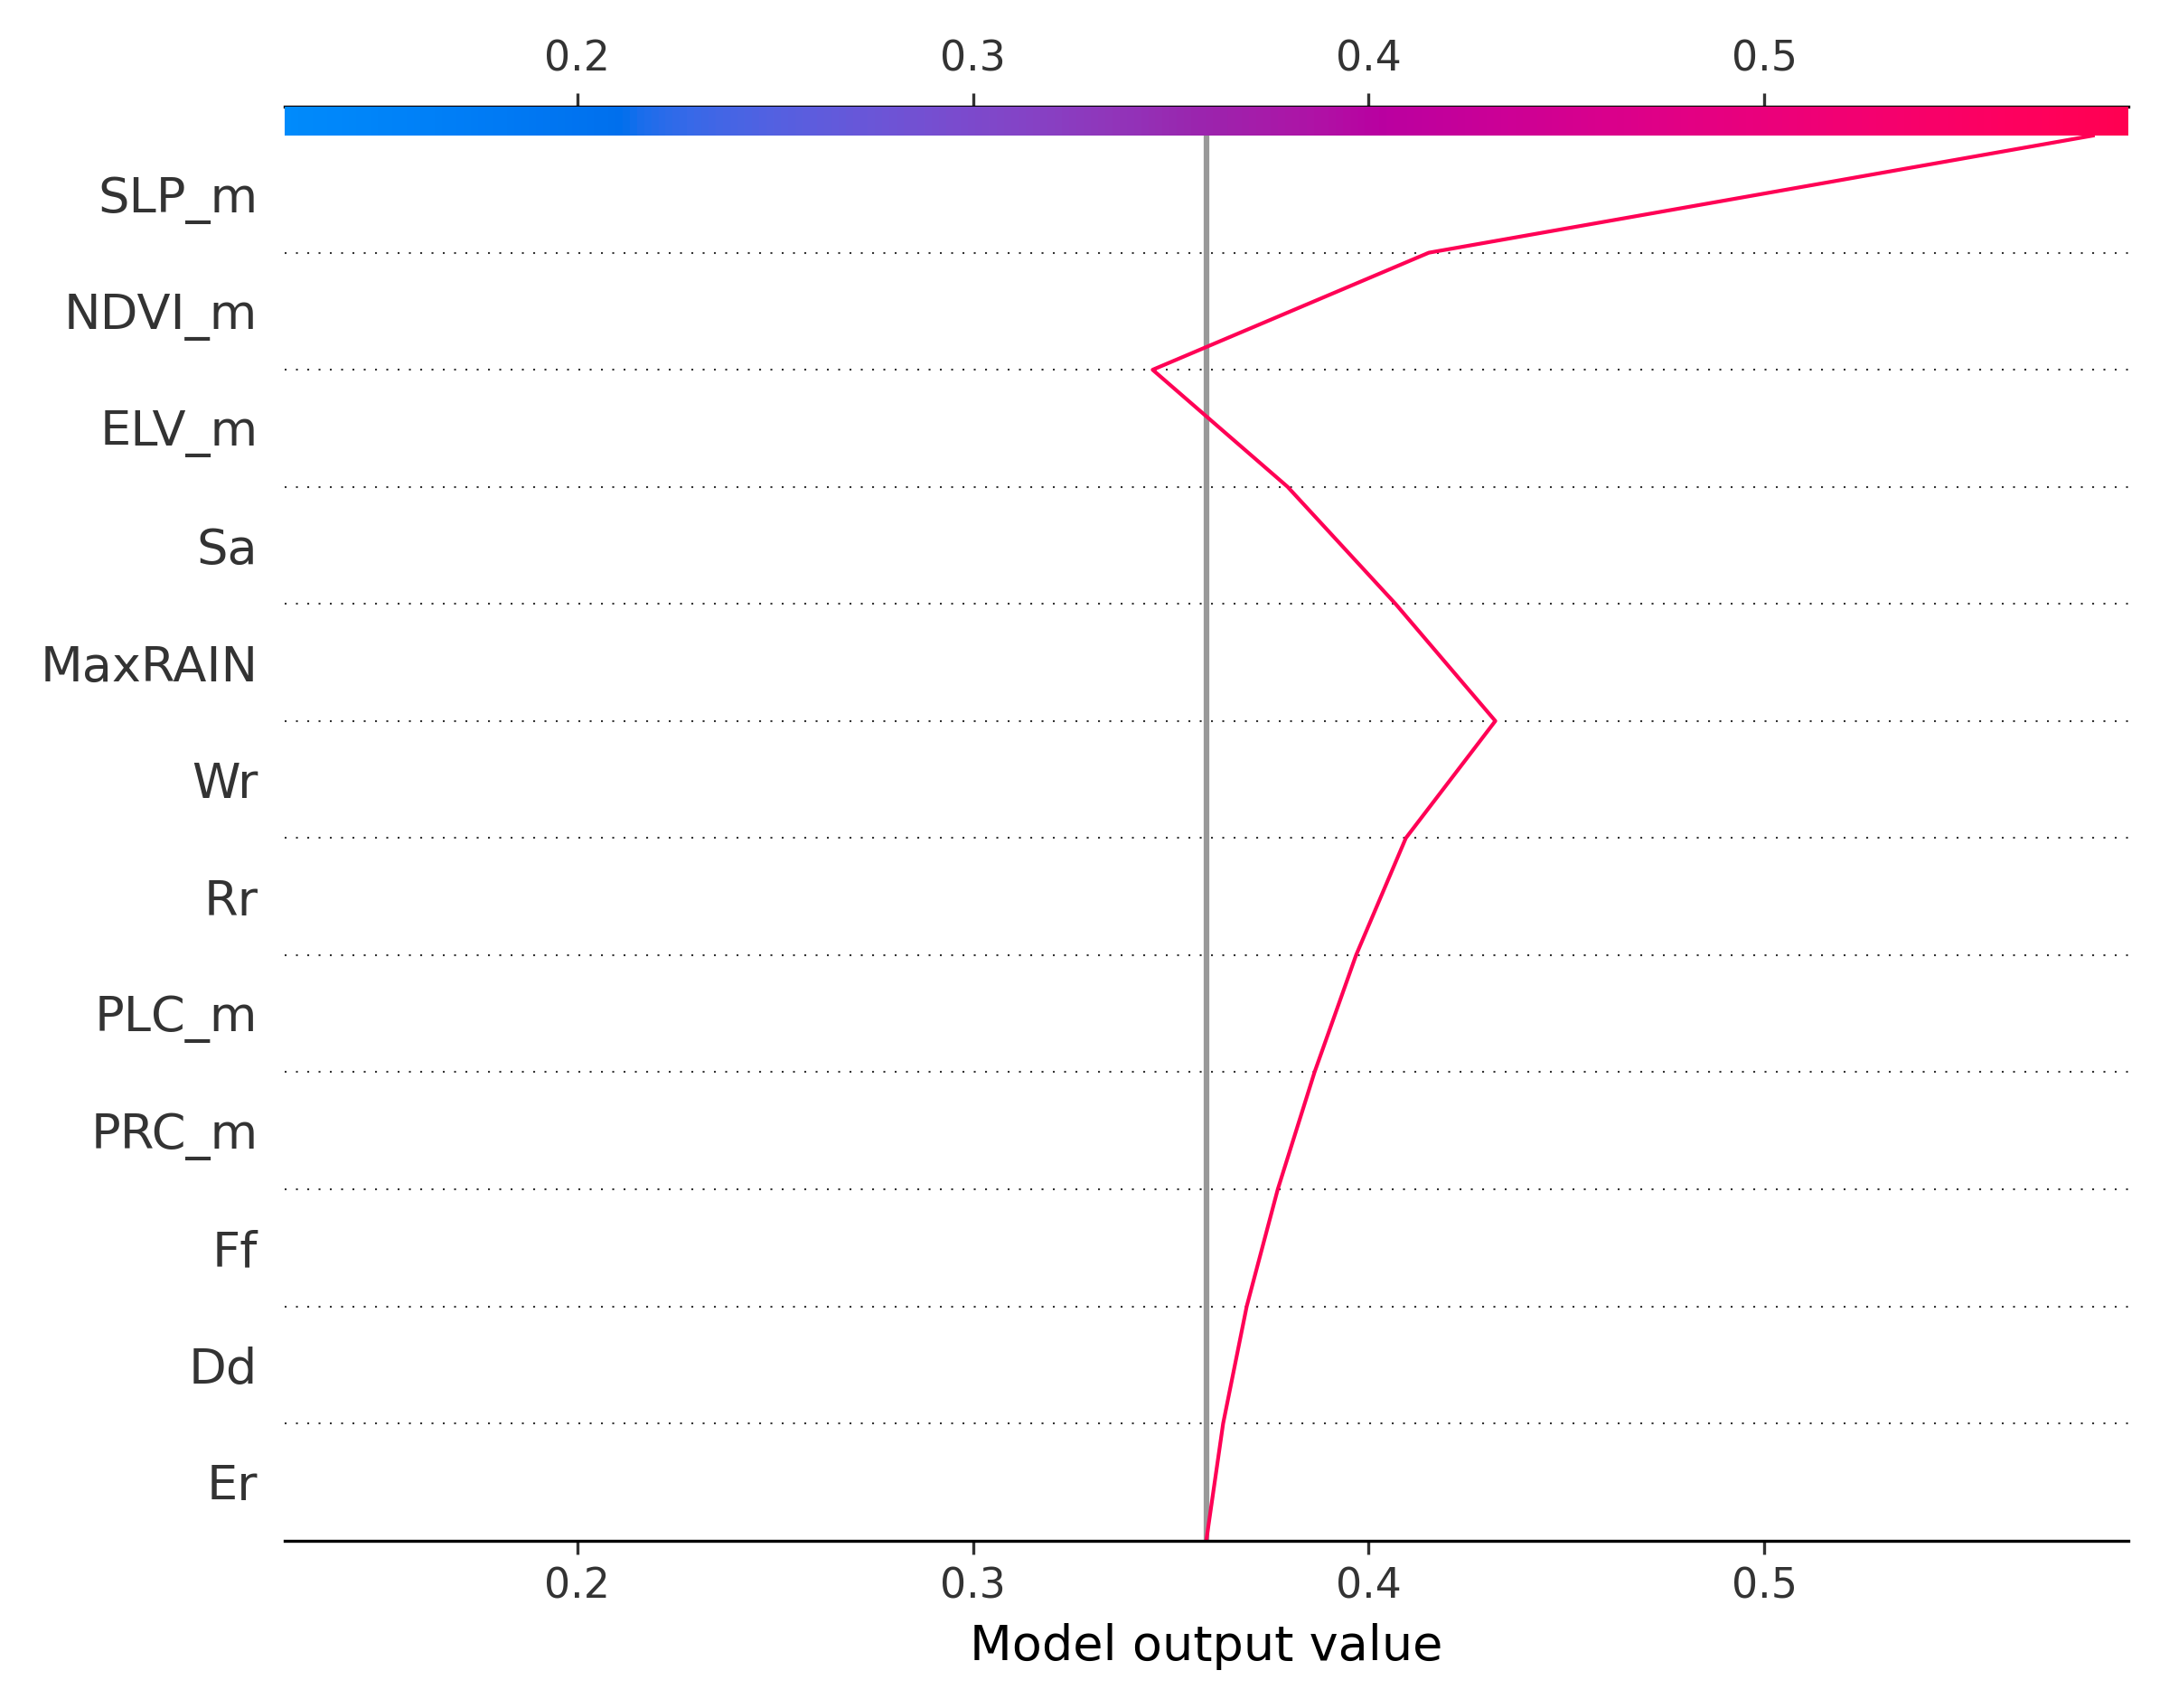 0.2 0.3 0.4 0.5
SLP_m
NDVI_m
ELV_m
Sa
MaxRAIN
Wr
Rr
PLC_m
PRC_m
Ff
Dd
Er
0.2 0.3 0.4 0.5
Model output value